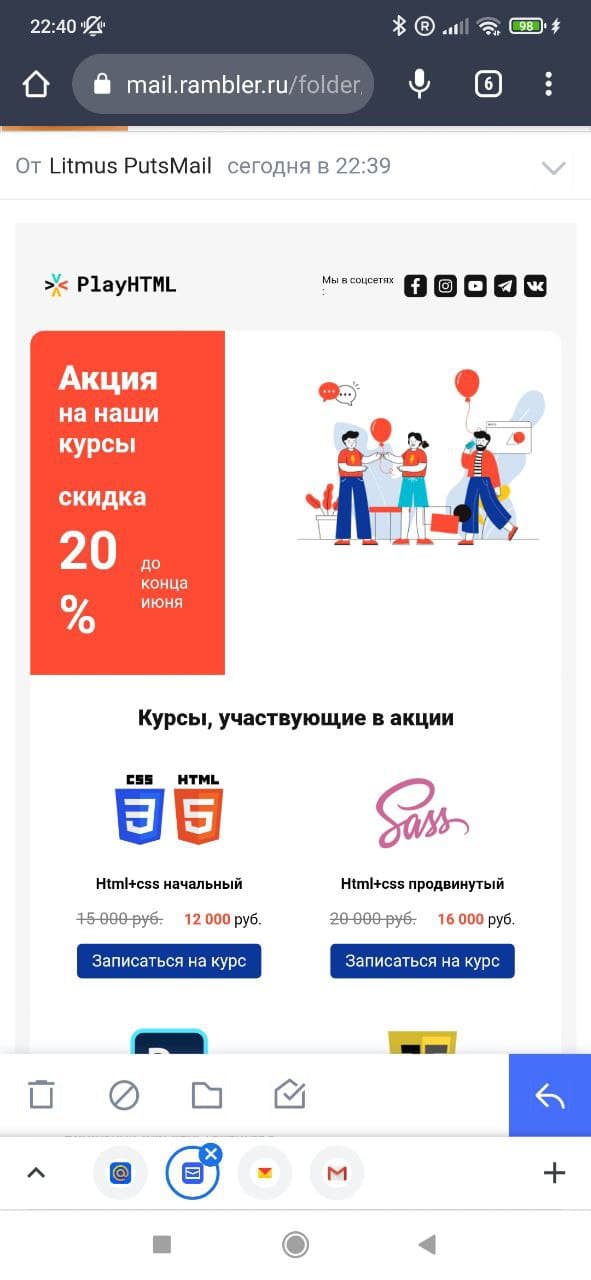 22:40
98
mail.rambler.ru/folder
6
От Litmus PutsMail сегодня в 22:39
PlayHTML
Мы в соцсетях
:
Акция
на наши
курсы
скидка
20
%
до
конца
июня
Курсы, участвующие в акции
CSS HTML
Sass
Html+css начальный
Html+css продвинутый
15 000 руб. 12 000 руб.
20 000 руб. 16 000 руб.
Записаться на курс
Записаться на курс